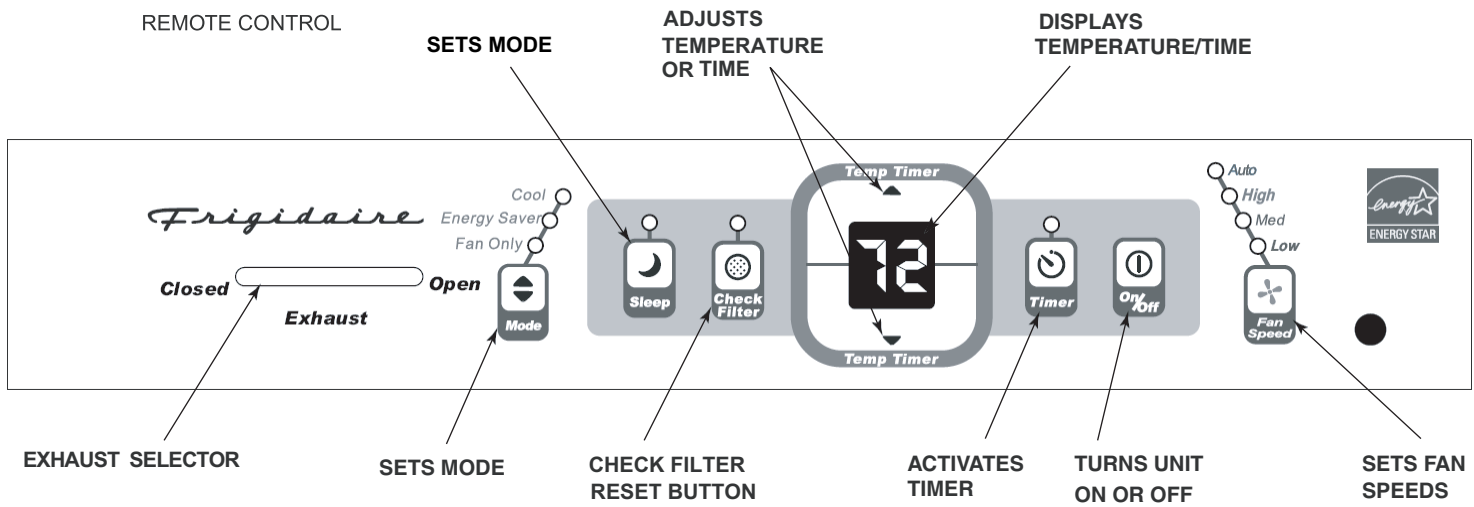 REMOTE CONTROL
SETS MODE
ADJUSTS
TEMPERATURE
OR TIME
DISPLAYS
TEMPERATURE/TIME
Frigidaire
Closed
Open
Exhaust
Cool
Energy Saver
Fan Only
Mode
Sleep
Check
Filter
Temp Timer
72
Temp Timer
Timer
On/Off
Auto
High
Med
Low
Fan
Speed
energy
ENERGY STAR
EXHAUST SELECTOR
SETS MODE
CHECK FILTER
RESET BUTTON
ACTIVATES
TIMER
TURNS UNIT
ON OR OFF
SETS FAN
SPEEDS